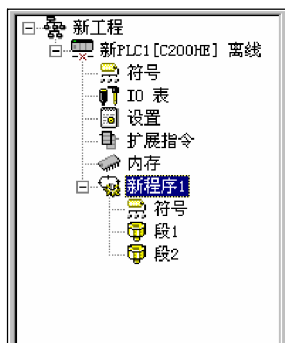 新工程
新PLC1[C200HE] 离线
符号
IO 表
设置
扩展指令
内存
新程序1
符号
段1
段2